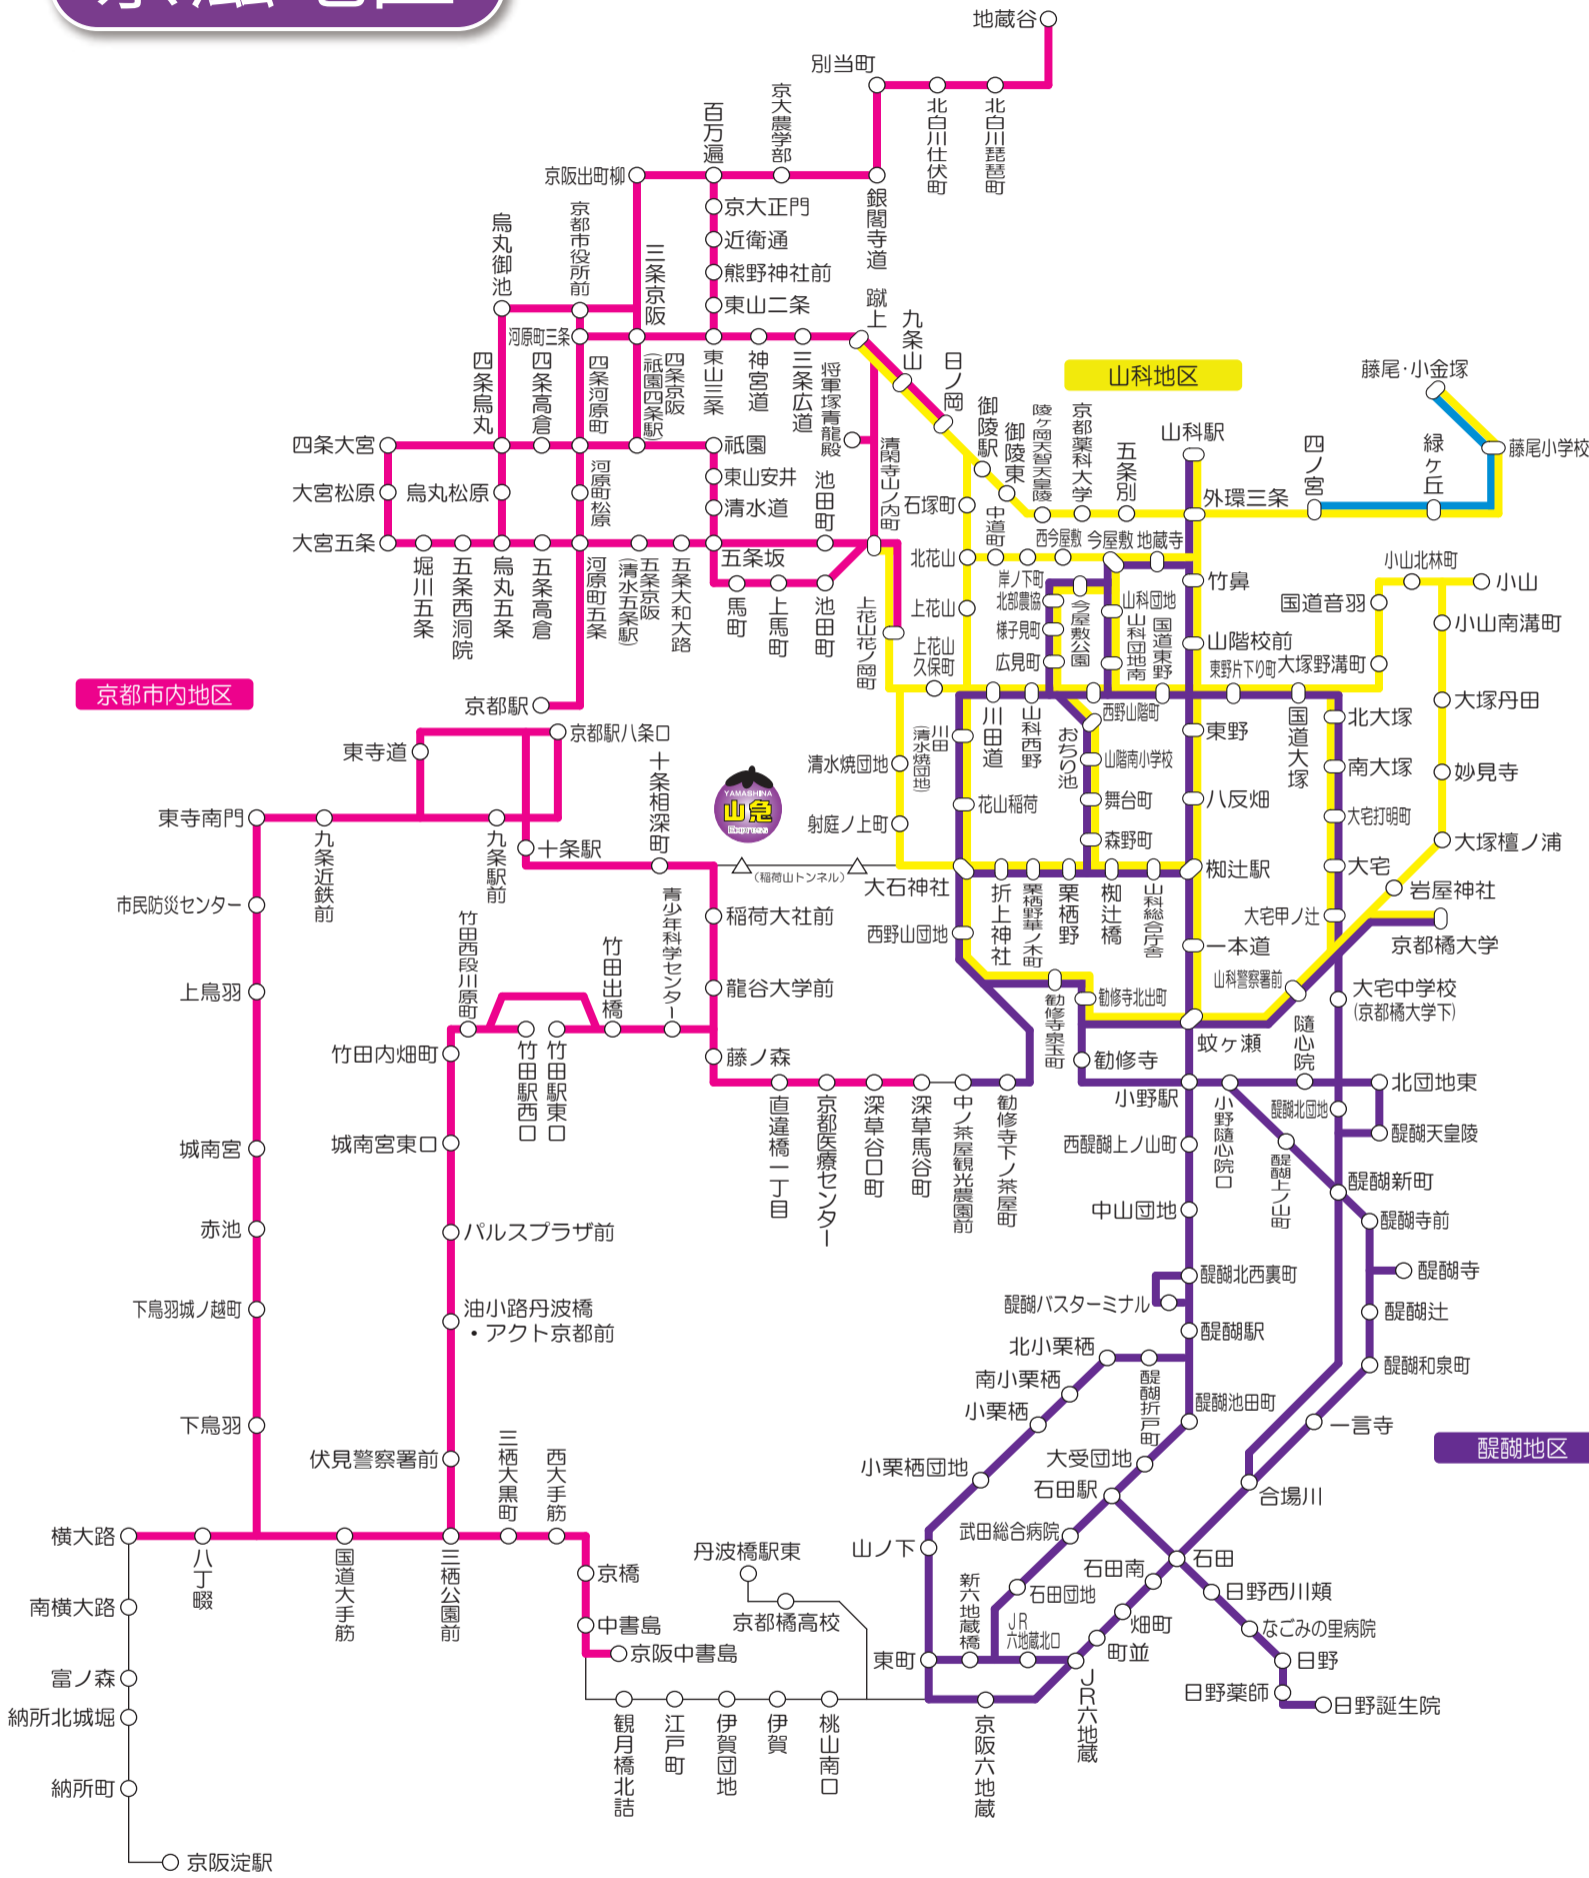 京滋地区
地蔵谷
別当町
北白川仕伏町
北白川琵琶町
百万遍
京大農学部
京阪出町柳
銀閣寺道
京大正門
近衛通
熊野神社前
東山二条
烏丸御池
京都市役所前
三条京阪
蹴上
九条山
日ノ岡
河原町三条
四条烏丸
四条高倉
四条河原町
四条京阪
(祇園四条駅)
東山三条
神宮道
三条広道
将軍塚青龍殿
清閑寺山ノ内町
御陵駅
御陵東
陵ヶ岡天智天皇陵
京都薬科大学
五条別
山科地区
山科駅
外環三条
四ノ宮
緑ヶ丘
藤尾・小金塚
藤尾小学校
四条大宮
祇園
東山安井
清水道
大宮松原
烏丸松原
河原町松原
池田町
大宮五条
堀川五条
五条西洞院
烏丸五条
五条高倉
河原町五条
五条京阪
(清水五条駅)
五条大和大路
五条坂
馬町
上馬町
池田町
上花山花ノ岡町
石塚町
中道町
西今屋敷
今屋敷
地蔵寺
北花山
岸ノ下町
北部農協
様子見町
広見町
今屋敷公園
山科団地
山科団地南
国道東野
竹鼻
山階校前
東野片下り町
大塚野溝町
国道音羽
小山北林町
小山
小山南溝町
大塚丹田
妙見寺
大塚檀ノ浦
上花山
上花山
久保町
京都市内地区
京都駅
京都駅八条口
東寺道
十条相深町
YAMASHINA
山急
Express
清水焼団地
射庭ノ上町
川田
(清水焼団地)
川田道
山科西野
おちり池
西野山階町
山階南小学校
舞台町
森野町
東野
八反畑
国道大塚
北大塚
南大塚
大宅打明町
大宅
大宅甲ノ辻
岩屋神社
京都橘大学
花山稲荷
東寺南門
九条近鉄前
九条駅前
十条駅
(稲荷山トンネル)
大石神社
折上神社
栗栖野華ノ木町
栗栖野
椥辻橋
山科総合庁舎
椥辻駅
市民防災センター
竹田西段川原町
竹田出橋
青少年科学センター
稲荷大社前
龍谷大学前
西野山団地
一本道
山科警察署前
大宅中学校
(京都橘大学下)
上鳥羽
竹田内畑町
竹田駅西口
竹田駅東口
藤ノ森
勧修寺泉玉町
勧修寺北出町
勧修寺
蚊ヶ瀬
隨心院
小野駅
小野隨心院口
北団地東
醍醐北団地
醍醐天皇陵
城南宮
城南宮東口
直違橋一丁目
京都医療センター
深草谷口町
深草馬谷町
中ノ茶屋観光農園前
勧修寺下ノ茶屋町
西醍醐上ノ山町
醍醐上ノ山町
醍醐新町
中山団地
醍醐寺前
赤池
パルスプラザ前
醍醐北西裏町
醍醐寺
醍醐バスターミナル
醍醐辻
下鳥羽城ノ越町
油小路丹波橋
・アクト京都前
醍醐駅
北小栗栖
醍醐折戸町
醍醐和泉町
南小栗栖
小栗栖
醍醐池田町
一言寺
下鳥羽
伏見警察署前
三栖大黒町
西大手筋
小栗栖団地
大受団地
石田駅
合場川
醍醐地区
横大路
八丁畷
国道大手筋
三栖公園前
武田総合病院
山ノ下
丹波橋駅東
新六地蔵橋
石田団地
石田南
石田
京橋
日野西川頬
南横大路
中書島
京都橘高校
JR
六地蔵北口
畑町
なごみの里病院
京阪中書島
東町
町並
日野
富ノ森
JR六地蔵
日野薬師
日野誕生院
納所北城堀
観月橋北詰
江戸町
伊賀団地
伊賀
桃山南口
京阪六地蔵
納所町
京阪淀駅